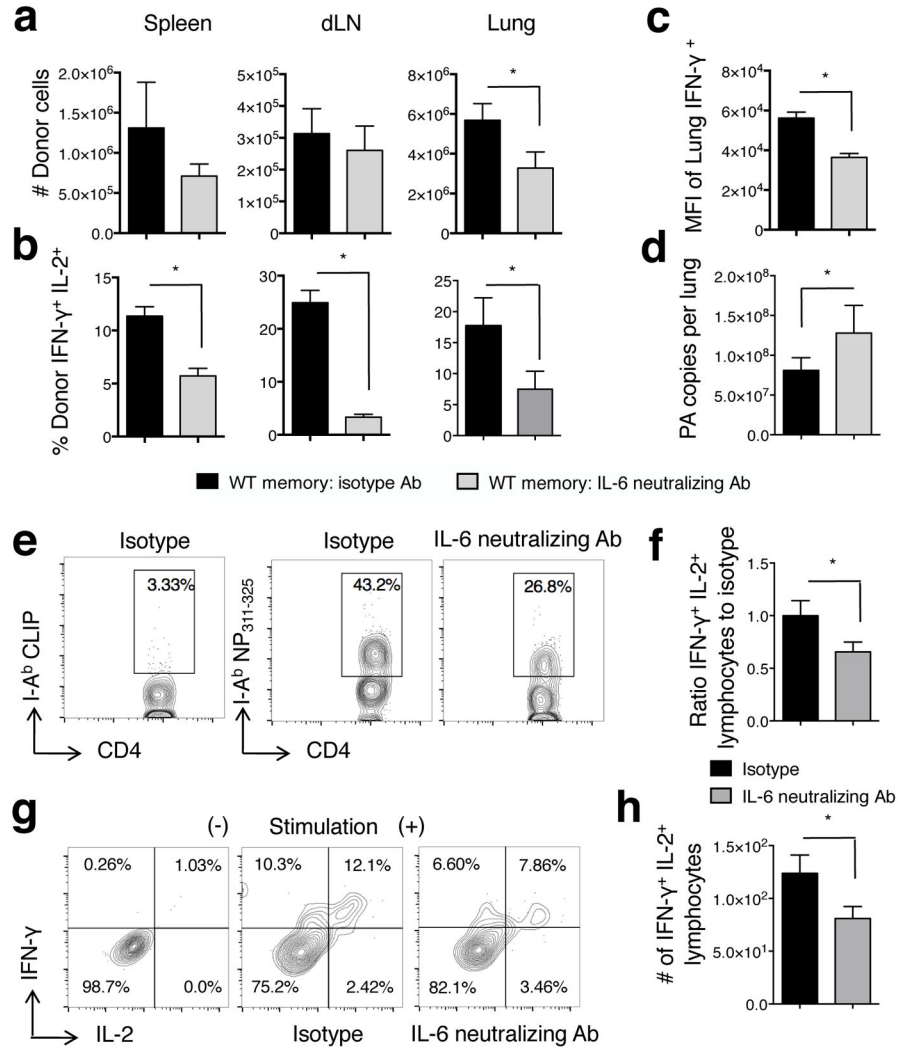 a
Spleen
dLN
Lung
# Donor cells
2.0×10⁶
1.5×10⁶
1.0×10⁶
5.0×10⁵
0.0
5×10⁵
4×10⁵
3×10⁵
2×10⁵
1×10⁵
0
8×10⁶
6×10⁶
4×10⁶
2×10⁶
0
*
c
MFI of Lung IFN-γ⁺
8×10⁴
6×10⁴
4×10⁴
2×10⁴
0
*
b
% Donor IFN-γ⁺ IL-2⁺
15
10
5
0
*
30
20
10
0
*
25
20
15
10
5
0
*
d
PA copies per lung
2.0×10⁸
1.5×10⁸
1.0×10⁸
5.0×10⁷
0.0
*
WT memory: isotype Ab
WT memory: IL-6 neutralizing Ab
e
Isotype
Isotype
IL-6 neutralizing Ab
3.33%
43.2%
26.8%
I-Aᵇ CLIP
I-Aᵇ NP₃₁₁₋₃₂₅
CD4
CD4
f
Ratio IFN-γ⁺ IL-2⁺
lymphocytes to isotype
1.5
1.0
0.5
0.0
*
Isotype
IL-6 neutralizing Ab
g
(-)
Stimulation
(+)
0.26%
1.03%
98.7%
0.0%
10.3%
12.1%
75.2%
2.42%
6.60%
7.86%
82.1%
3.46%
IFN-γ
IL-2
Isotype
IL-6 neutralizing Ab
h
# of IFN-γ⁺ IL-2+
lymphocytes
1.5×10²
1.0×10²
5.0×10¹
0.0
*